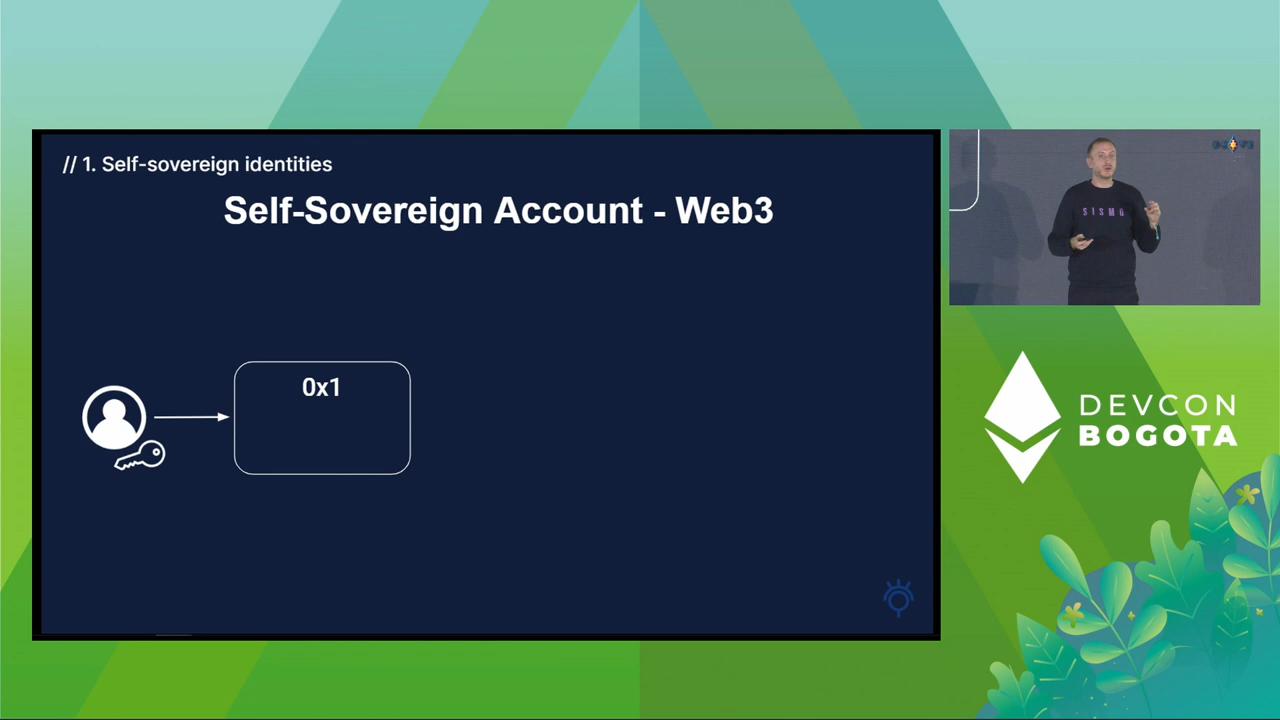 // 1. Self-sovereign identities
Self-Sovereign Account - Web3
0x1
SISMO
DEVCON
BOGOTA